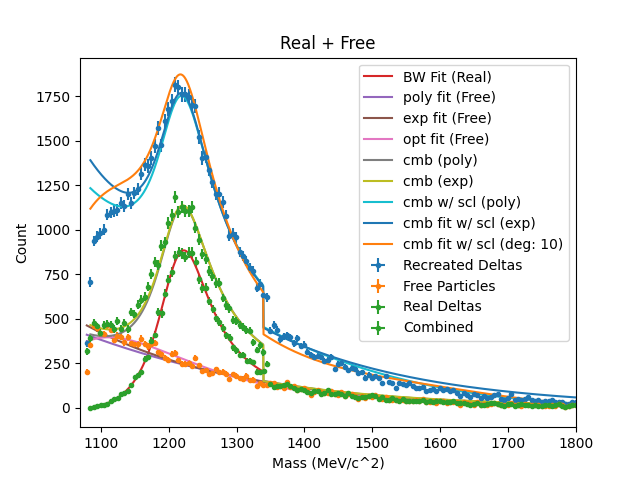 Real + Free
Count
1750
1500
1250
1000
750
500
250
0
1100
1200
1300
1400
1500
1600
1700
1800
Mass (MeV/c^2)
BW Fit (Real)
poly fit (Free)
exp fit (Free)
opt fit (Free)
cmb (poly)
cmb (exp)
cmb w/ scl (poly)
cmb fit w/ scl (exp)
cmb fit w/ scl (deg: 10)
Recreated Deltas
Free Particles
Real Deltas
Combined